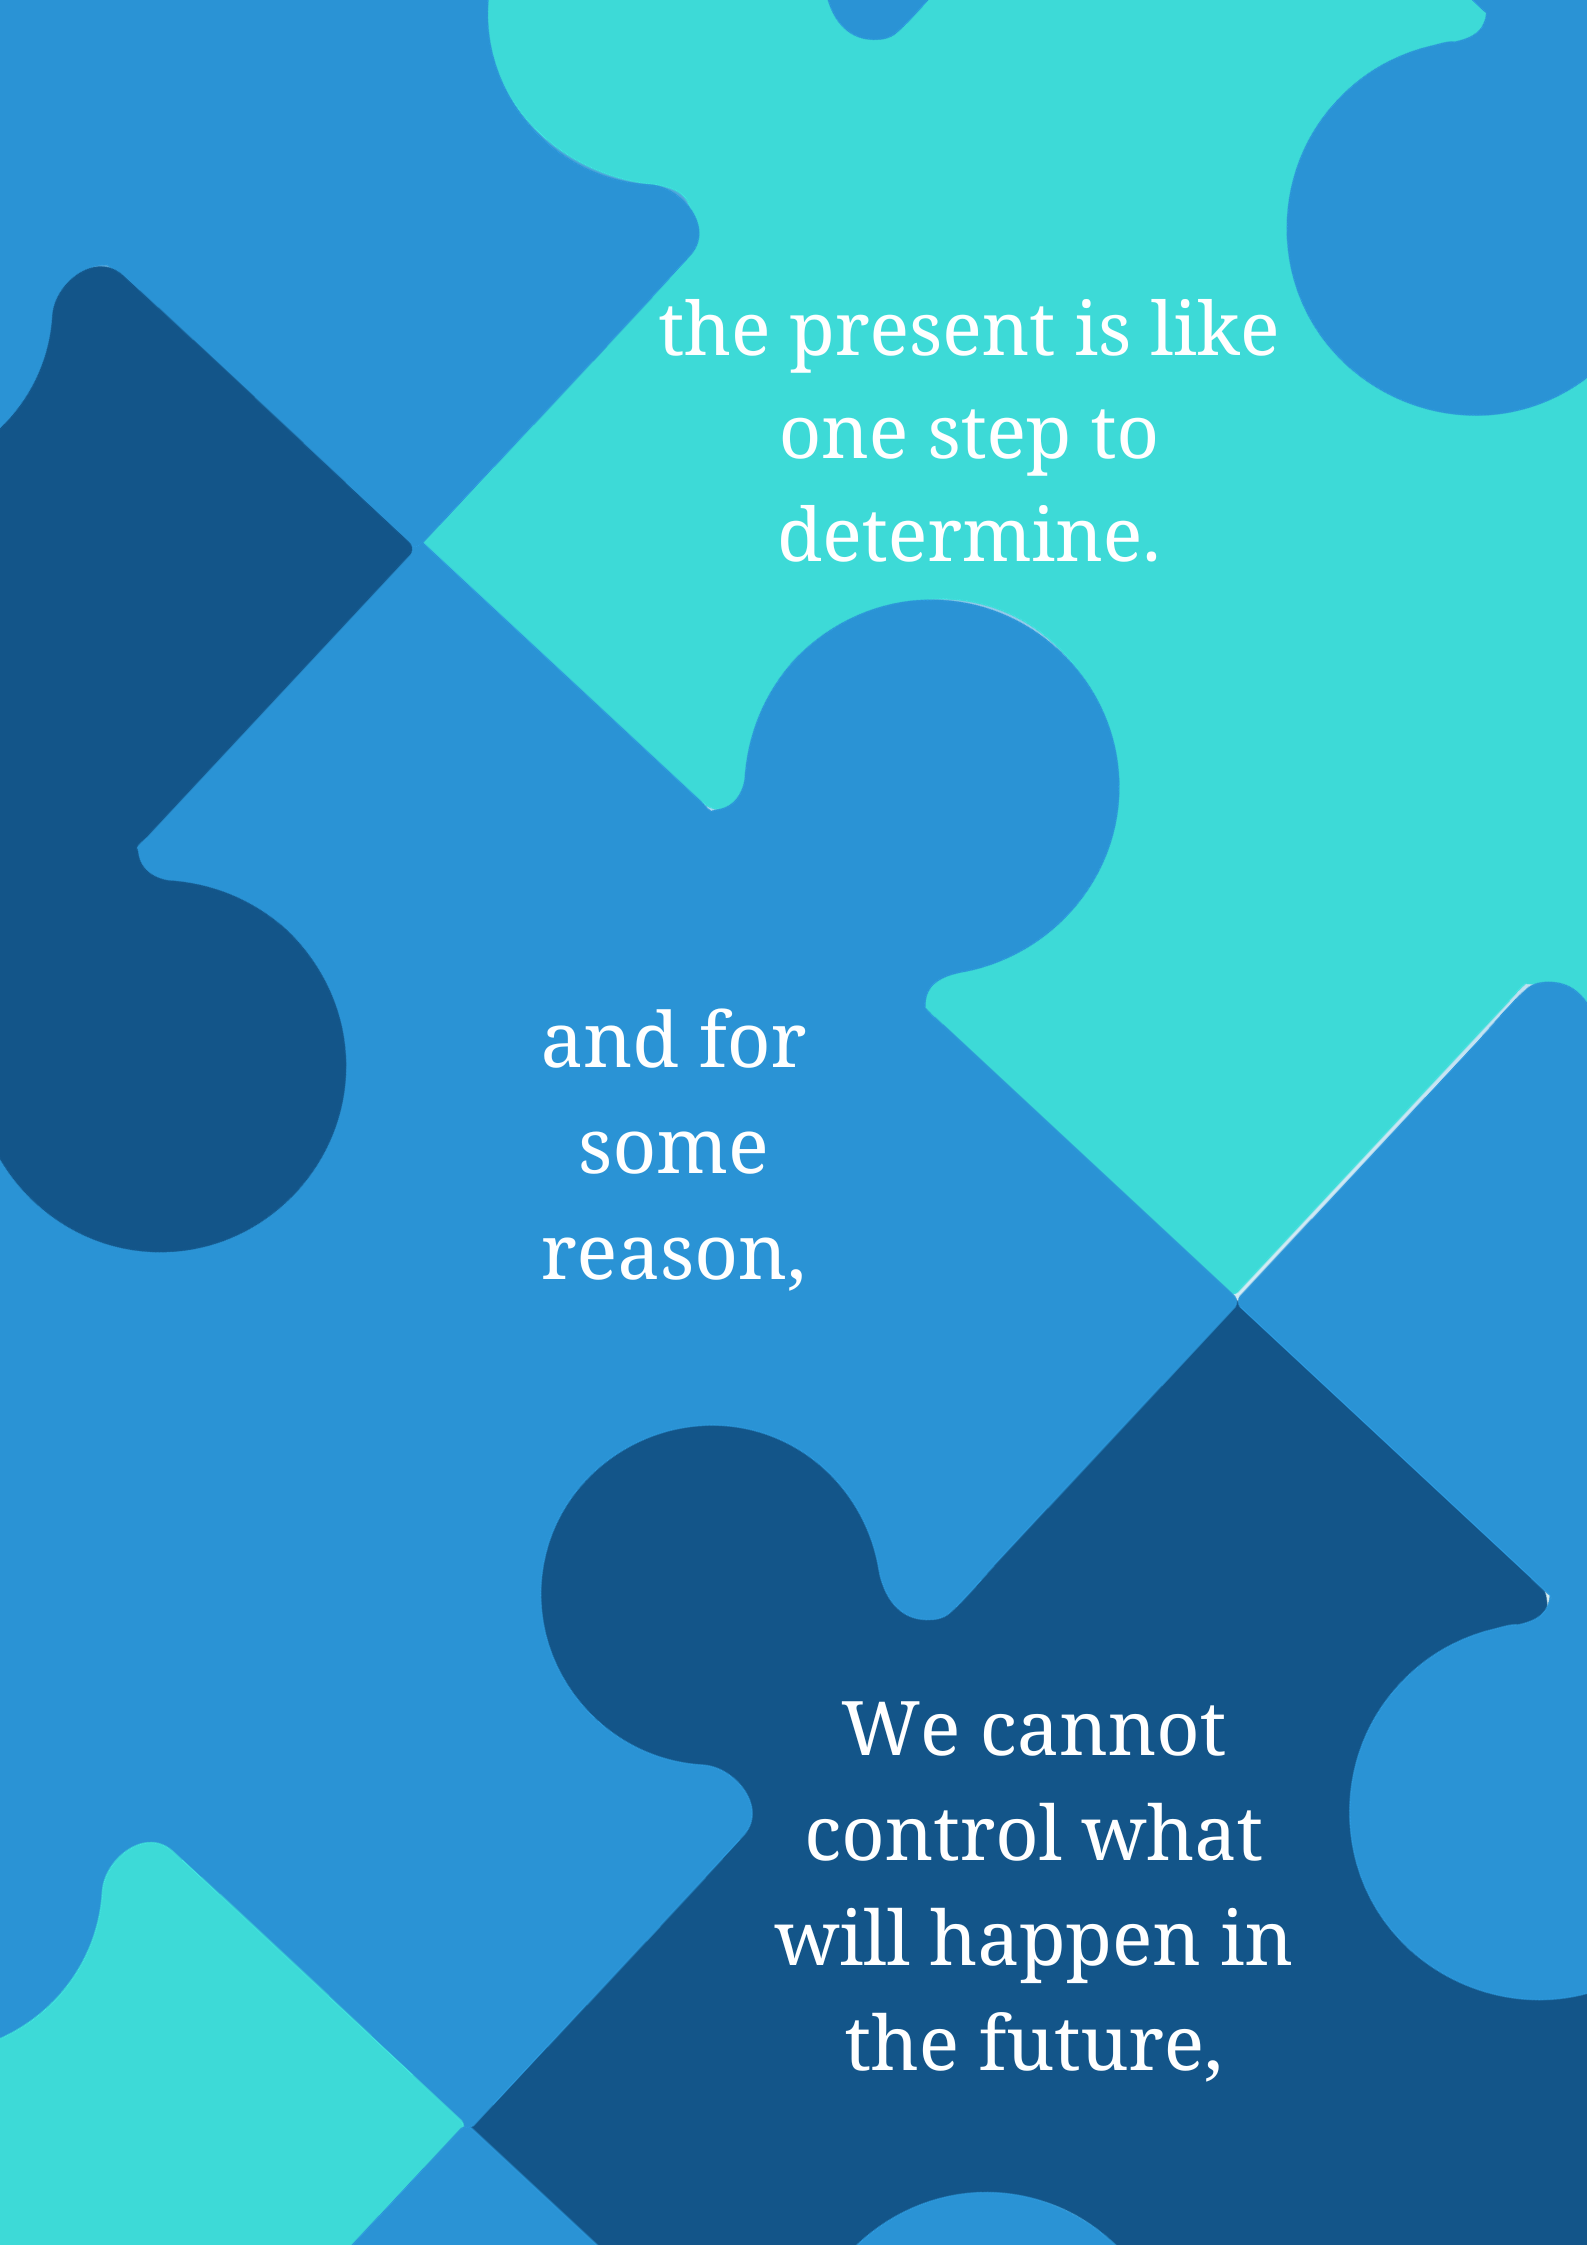 the present is like
one step to
determine.
and for
some
reason,
We cannot
control what
will happen in
the future,